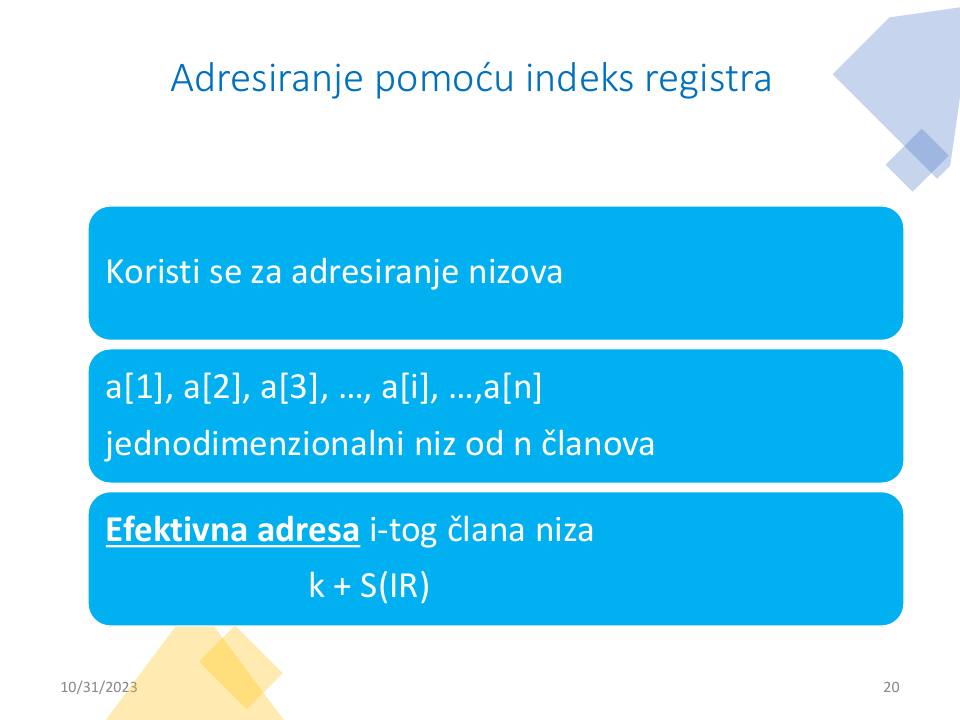 Adresiranje pomoću indeks registra
Koristi se za adresiranje nizova
a[1], a[2], a[3], …, a[i], …,a[n]
jednodimenzionalni niz od n članova
Efektivna adresa i-tog člana niza
k + S(IR)
10/31/2023
20